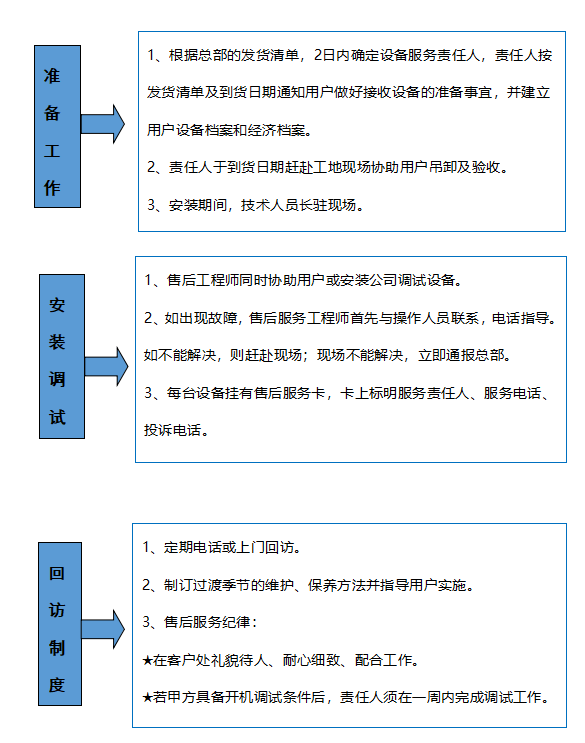 准
备
工
作
1、根据总部的发货清单，2日内确定设备服务责任人，责任人按
发货清单及到货日期通知用户做好接收设备的准备事宜，并建立
用户设备档案和经济档案。
2、责任人于到货日期赶赴工地现场协助用户吊卸及验收。
3、安装期间，技术人员长驻现场。
安
装
调
试
1、售后工程师同时协助用户或安装公司调试设备。
2、如出现故障，售后服务工程师首先与操作人员联系，电话指导。
如不能解决，则赶赴现场；现场不能解决，立即通报总部。
3、每台设备挂有售后服务卡，卡上标明服务责任人、服务电话、
投诉电话。
回
访
制
度
1、定期电话或上门回访。
2、制订过渡季节的维护、保养方法并指导用户实施。
3、售后服务纪律：
★在客户处礼貌待人、耐心细致、配合工作。
★若甲方具备开机调试条件后，责任人须在一周内完成调试工作。